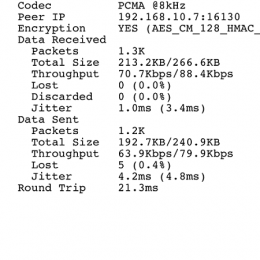 Codec PCMA @8kHz
Peer IP 192.168.10.7:16130
Encryption YES (AES_CM_128_HMAC_
Data Received
Packets 1.3K
Total Size 213.2KB/266.6KB
Throughput 70.7Kbps/88.4Kbps
Lost 0 (0.0%)
Discarded 0 (0.0%)
Jitter 1.0ms (3.4ms)
Data Sent
Packets 1.2K
Total Size 192.7KB/240.9KB
Throughput 63.9Kbps/79.9Kbps
Lost 5 (0.4%)
Jitter 4.2ms (4.8ms)
Round Trip 21.3ms